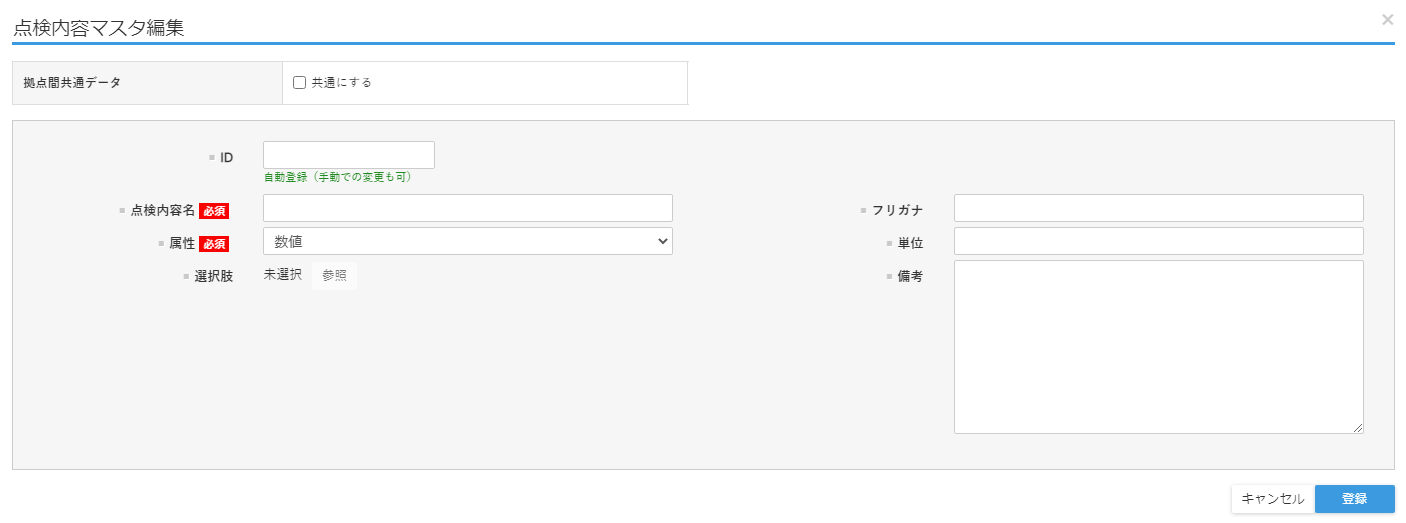 点検内容マスタ編集
×
拠点間共通データ
共通にする
ID
自動登録（手動での変更も可）
点検内容名 必須
フリガナ
属性 必須
数値
単位
選択肢
未選択
参照
備考
キャンセル
登録